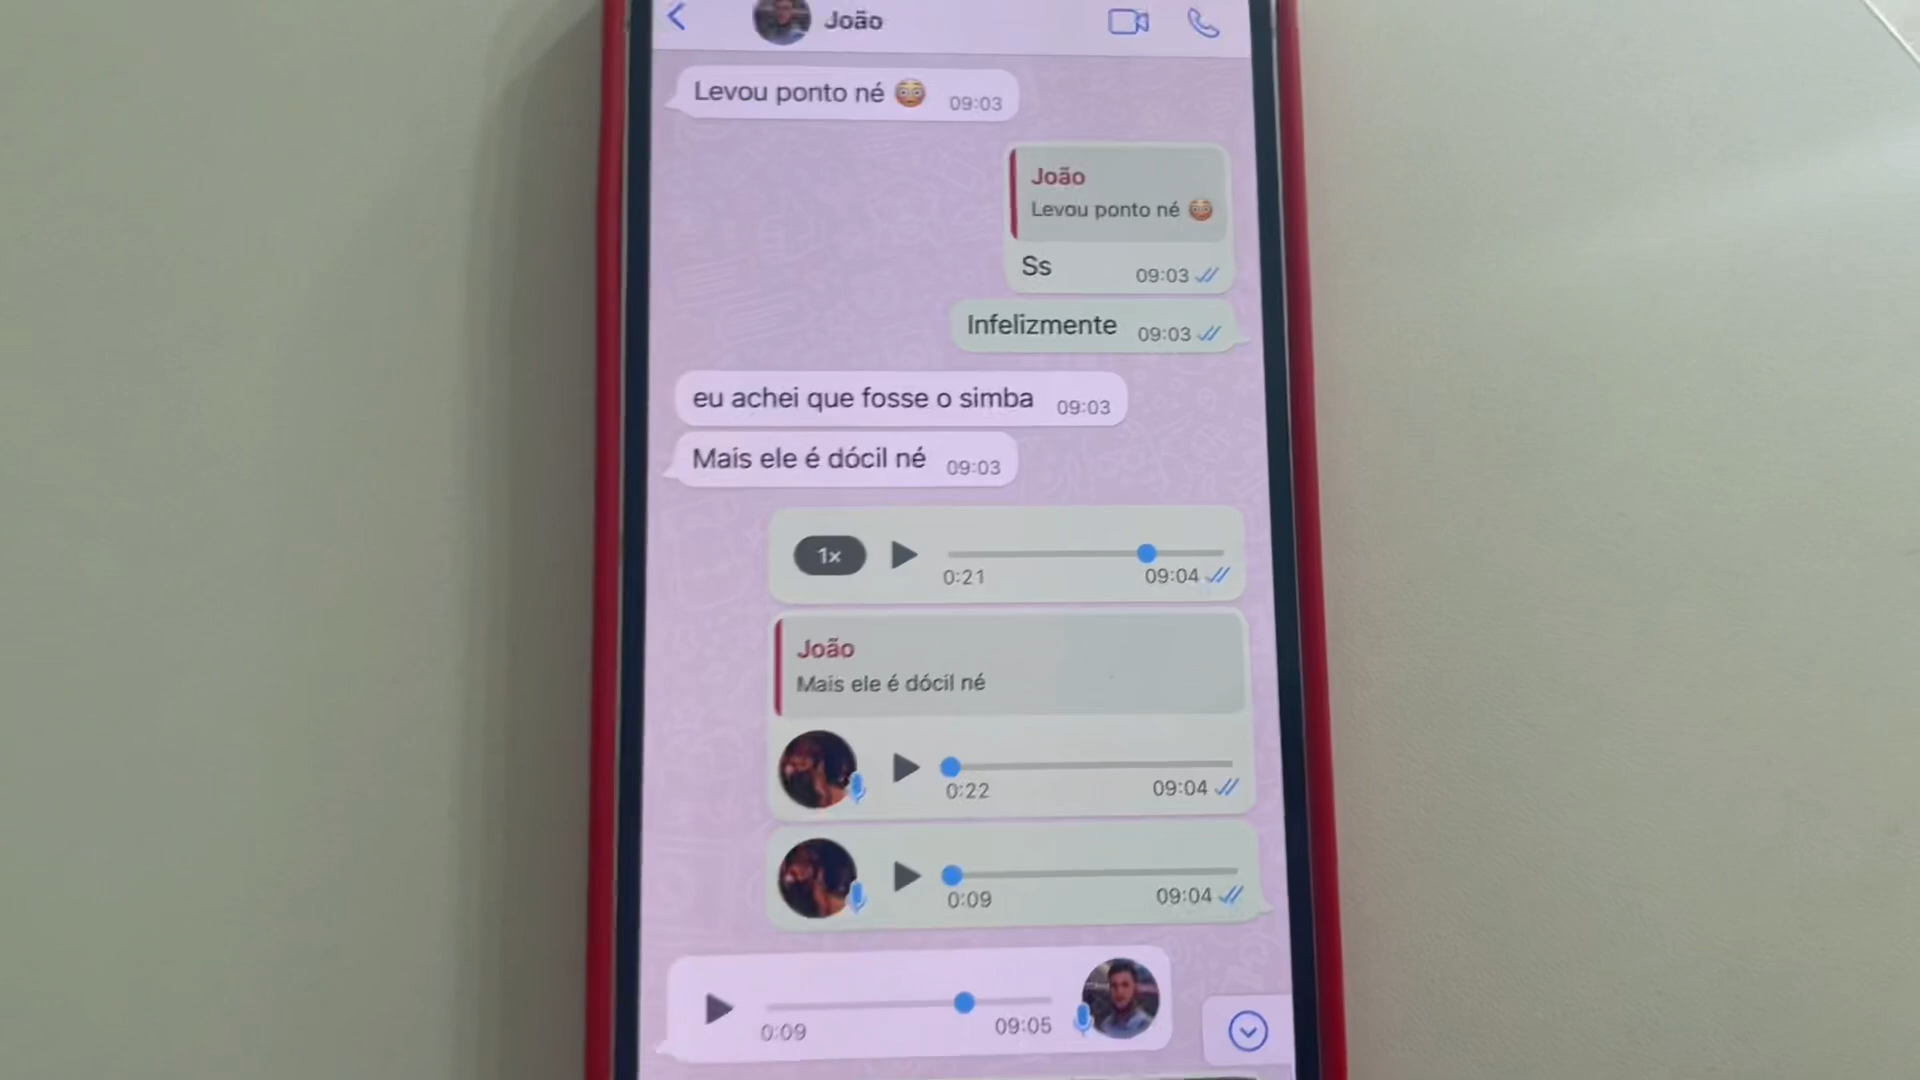 João
Levou ponto né 😳 09:03
João
Levou ponto né 😳
Ss 09:03
Infelizmente 09:03
eu achei que fosse o simba 09:03
Mais ele é dócil né 09:03
1x
0:21 09:04
João
Mais ele é dócil né
0:22 09:04
0:09 09:04
0:09 09:05